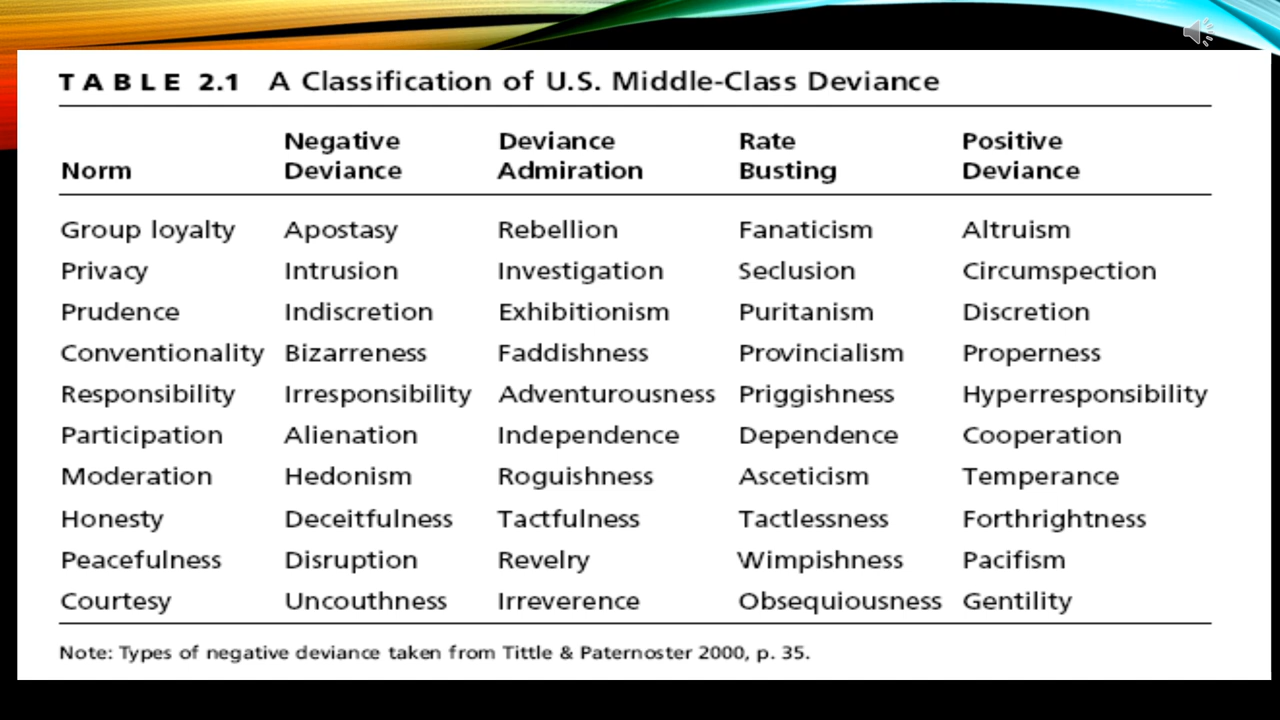 TABLE 2.1 A Classification of U.S. Middle-Class Deviance
Norm Negative Deviance Deviance Admiration Rate Busting Positive Deviance
Group loyalty Apostasy Rebellion Fanaticism Altruism
Privacy Intrusion Investigation Seclusion Circumspection
Prudence Indiscretion Exhibitionism Puritanism Discretion
Conventionality Bizarreness Faddishness Provincialism Properness
Responsibility Irresponsibility Adventurousness Priggishness Hyperresponsibility
Participation Alienation Independence Dependence Cooperation
Moderation Hedonism Roguishness Asceticism Temperance
Honesty Deceitfulness Tactfulness Tactlessness Forthrightness
Peacefulness Disruption Revelry Wimpishness Pacifism
Courtesy Uncouthness Irreverence Obsequiousness Gentility
Note: Types of negative deviance taken from Tittle & Paternoster 2000, p. 35.